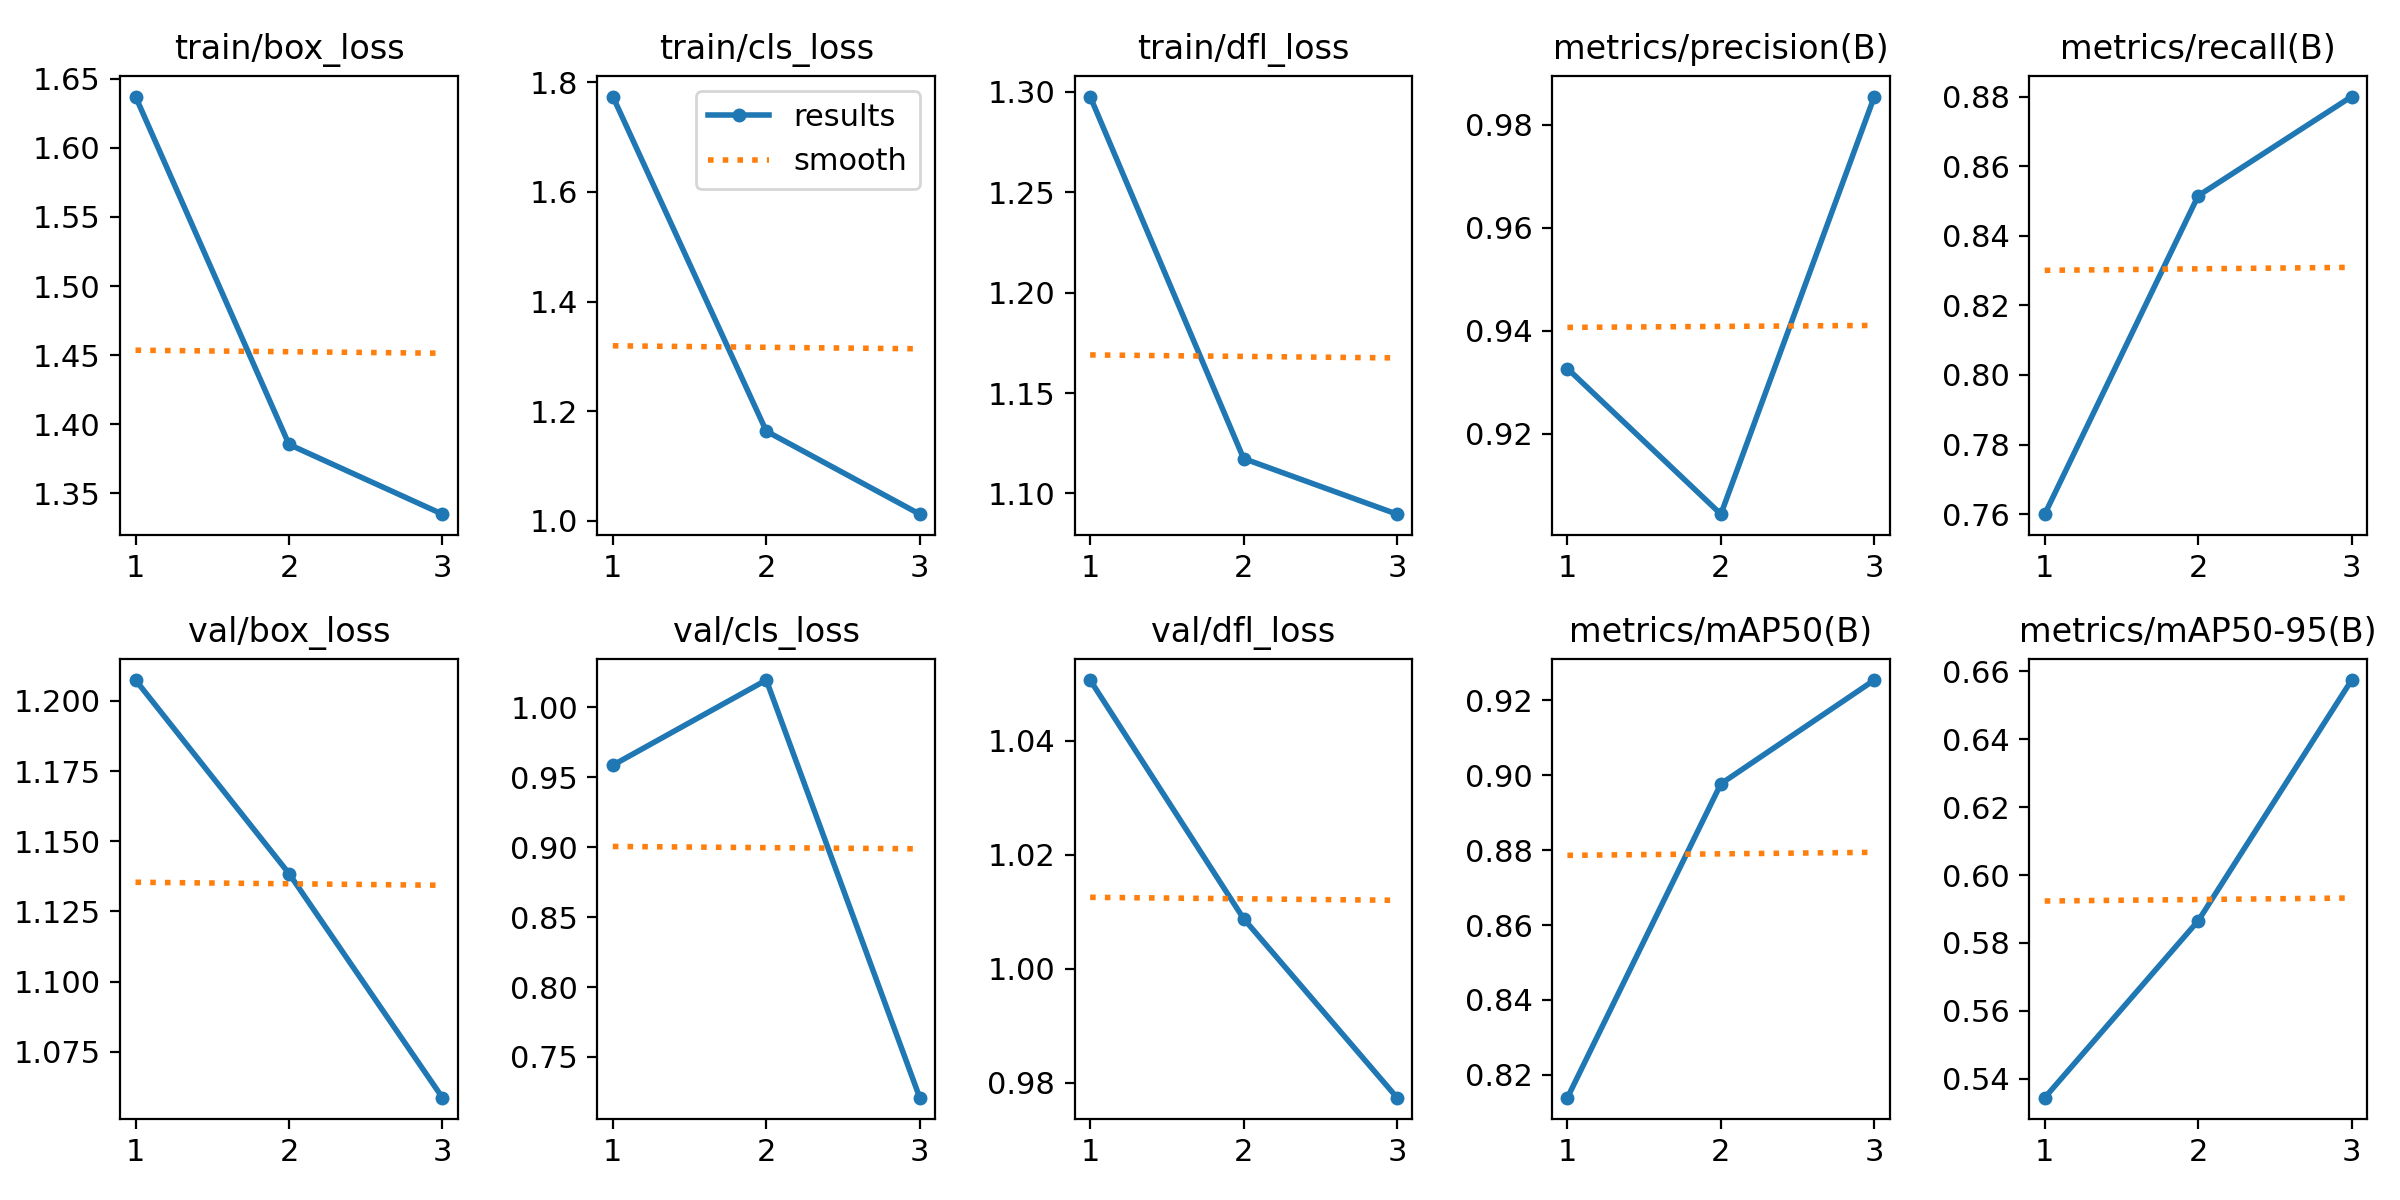 train/box_loss
1.65
1.60
1.55
1.50
1.45
1.40
1.35
1 2 3
train/cls_loss
results
smooth
1.8
1.6
1.4
1.2
1.0
1 2 3
train/dfl_loss
1.30
1.25
1.20
1.15
1.10
1 2 3
metrics/precision(B)
0.98
0.96
0.94
0.92
1 2 3
metrics/recall(B)
0.88
0.86
0.84
0.82
0.80
0.78
0.76
1 2 3
val/box_loss
1.200
1.175
1.150
1.125
1.100
1.075
1 2 3
val/cls_loss
1.00
0.95
0.90
0.85
0.80
0.75
1 2 3
val/dfl_loss
1.04
1.02
1.00
0.98
1 2 3
metrics/mAP50(B)
0.92
0.90
0.88
0.86
0.84
0.82
1 2 3
metrics/mAP50-95(B)
0.66
0.64
0.62
0.60
0.58
0.56
0.54
1 2 3